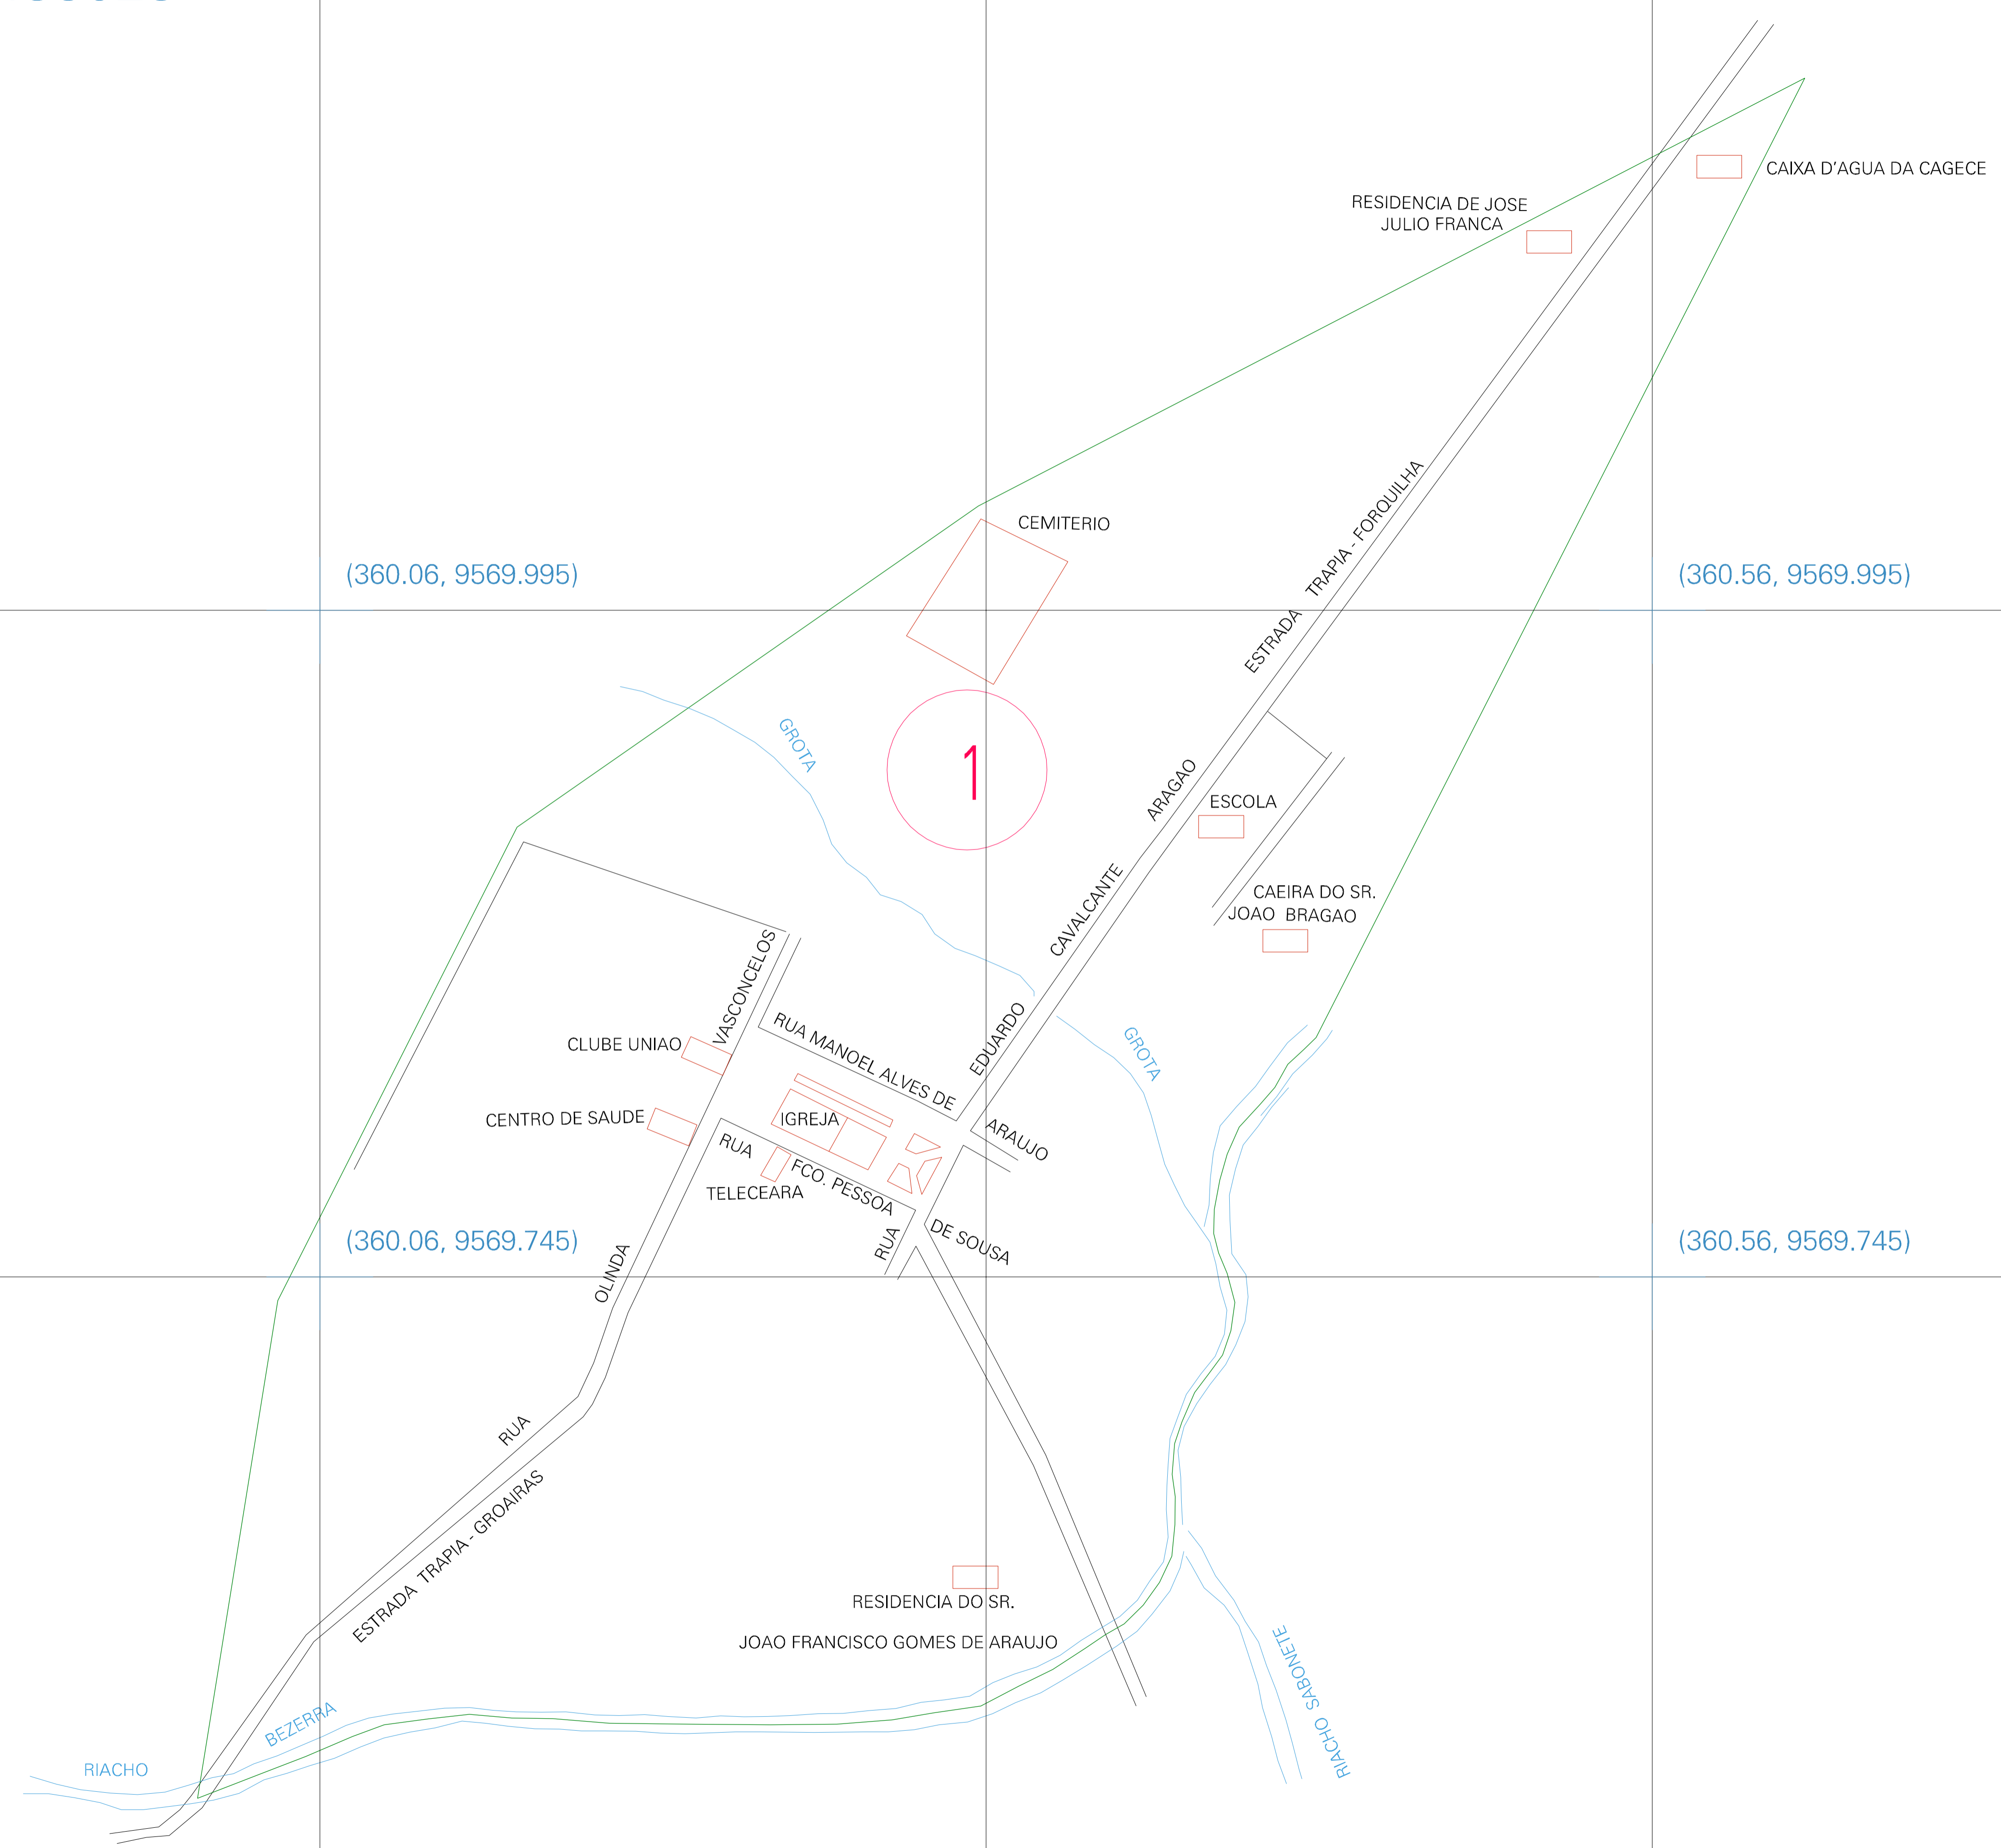 CAIXA D'AGUA DA CAGECE
RESIDENCIA DE JOSE
JULIO FRANCA
CEMITERIO
ESTRADA TRAPIA - FORQUILHA
(360.06, 9569.995)
(360.56, 9569.995)
GROTA
1
ESCOLA
CAEIRA DO SR.
JOAO BRAGAO
EDUARDO CAVALCANTE ARAGAO
GROTA
CLUBE UNIAO
CENTRO DE SAUDE
RUA OLINDA VASCONCELOS
RUA MANOEL ALVES DE ARAUJO
IGREJA
TELECEARA
RUA FCO. PESSOA DE SOUSA
RUA
(360.06, 9569.745)
(360.56, 9569.745)
ESTRADA TRAPIA - GROAIRAS
RESIDENCIA DO SR.
JOAO FRANCISCO GOMES DE ARAUJO
RIACHO BEZERRA
RIACHO SABONETE